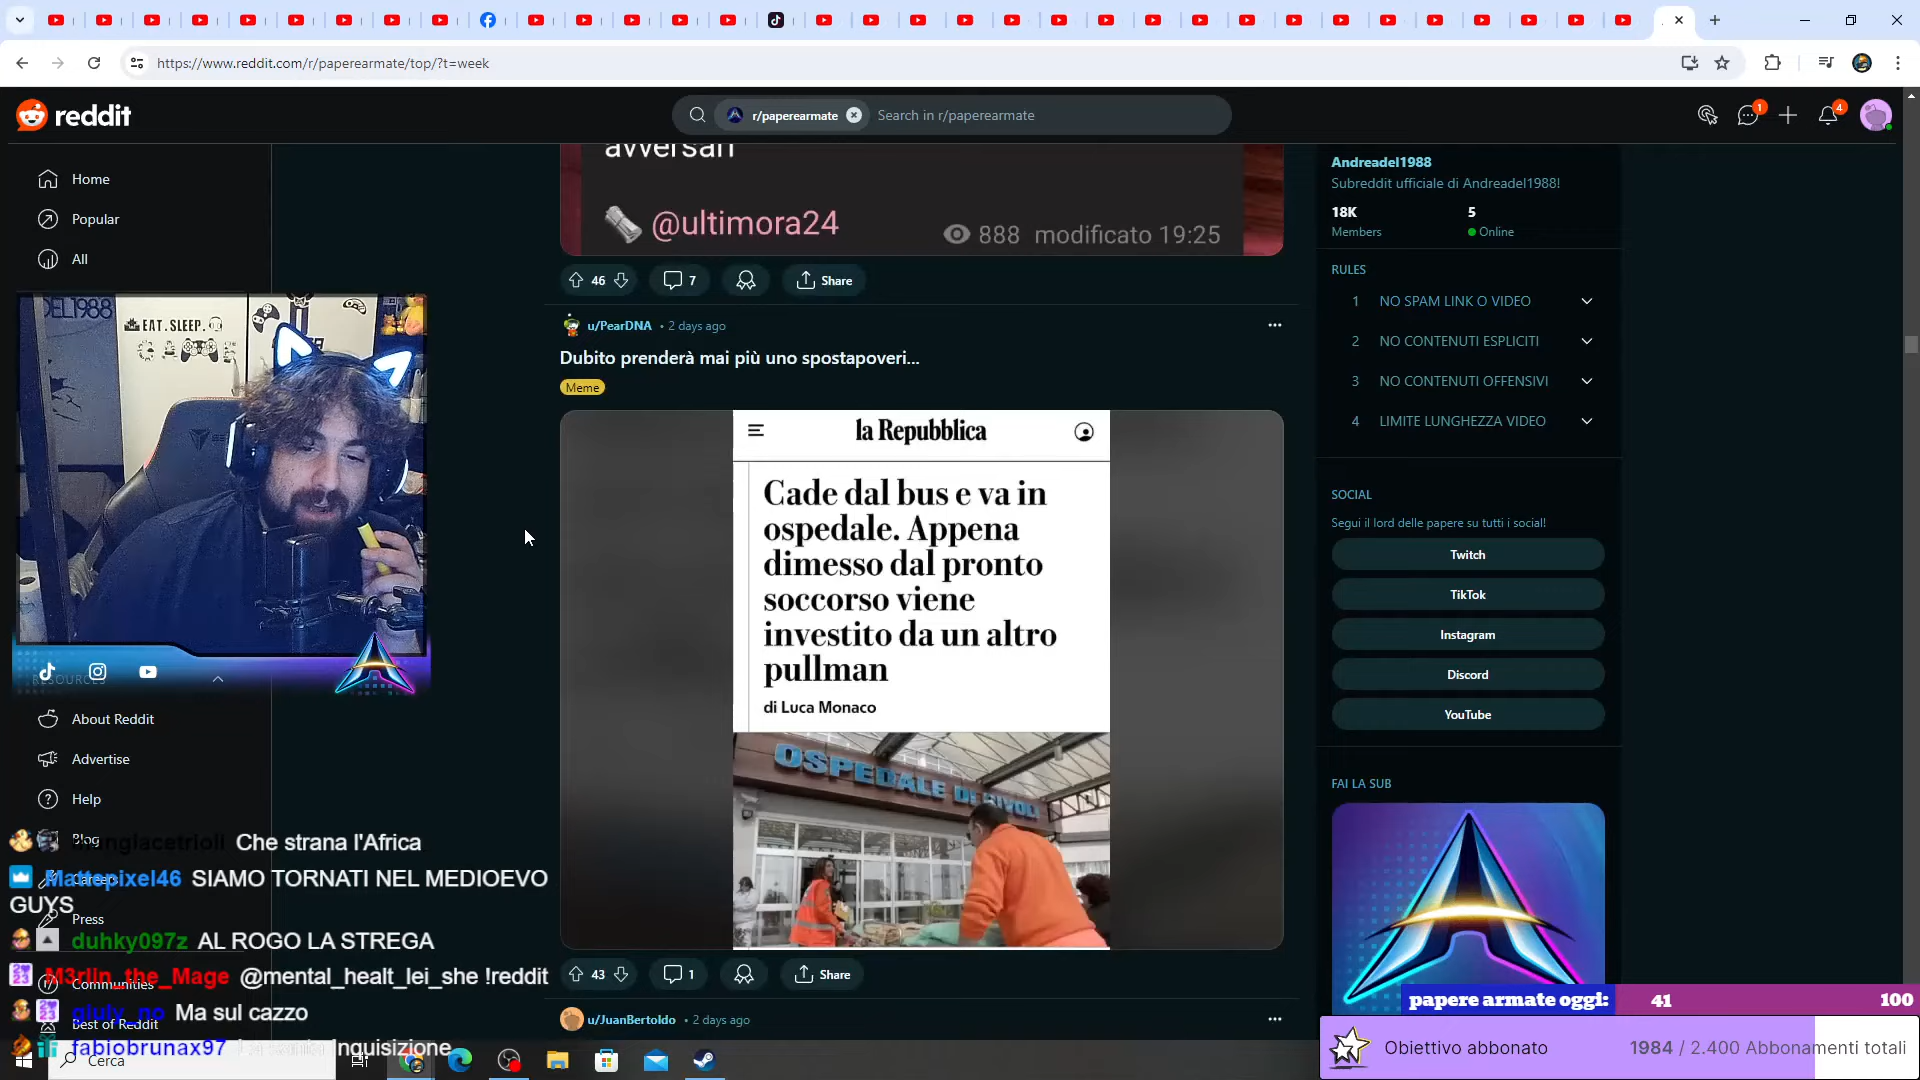 https://www.reddit.com/r/paperearmate/top/?t=week
reddit
r/paperearmate
Search in r/paperearmate
1
4
Home
Popular
All
DEL1988
EAT.SLEEP.
RESOURCES
About Reddit
Advertise
Help
Blog
Press
Communities
Best of Reddit
avversari
@ultimora24
888 modificato 19:25
46
7
Share
u/PearDNA • 2 days ago
Dubito prenderà mai più uno spostapoveri...
Meme
la Repubblica
Cade dal bus e va in
ospedale. Appena
dimesso dal pronto
soccorso viene
investito da un altro
pullman
di Luca Monaco
OSPEDALE DI RIVOLI
43
1
Share
u/JuanBertoldo • 2 days ago
Andreadel1988
Subreddit ufficiale di Andreadel1988!
18K
5
Members
Online
RULES
1 NO SPAM LINK O VIDEO
2 NO CONTENUTI ESPLICITI
3 NO CONTENUTI OFFENSIVI
4 LIMITE LUNGHEZZA VIDEO
SOCIAL
Segui il lord delle papere su tutti i social!
Twitch
TikTok
Instagram
Discord
YouTube
FAI LA SUB
mangiacetrioli Che strana l'Africa
Mattepixel46 SIAMO TORNATI NEL MEDIOEVO
GUYS
duhky097z AL ROGO LA STREGA
M3rlin_the_Mage @mental_healt_lei_she !reddit
giuly_no Ma sul cazzo
fabiobrunax97 Inquisizione
papere armate oggi: 41 100
Obiettivo abbonato 1984 / 2.400 Abbonamenti totali
Cerca